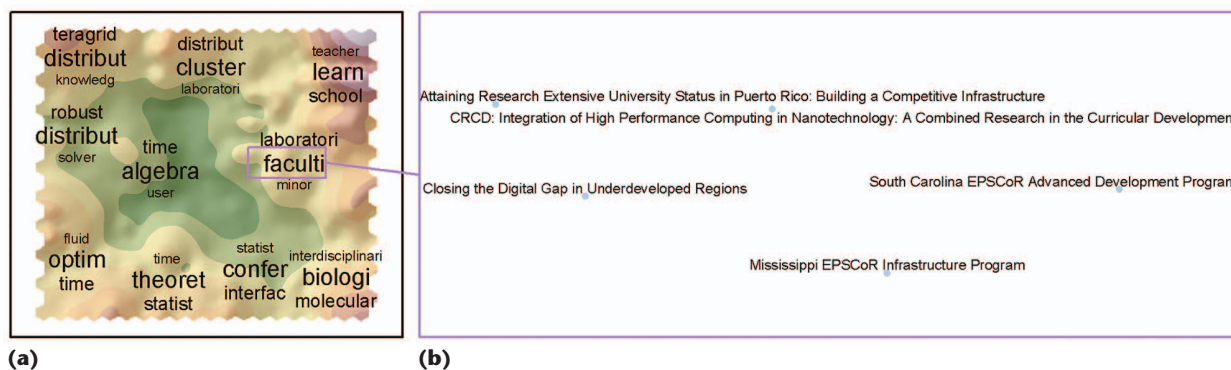 teragrid
distribut
knowledg
distribut
cluster
laboratori
teacher
learn
school
robust
distribut
solver
time
algebra
user
laboratori
faculti
minor
fluid
optim
time
time
theoret
statist
statist
confer
interfac
interdisciplinari
biologi
molecular
(a)
Attaining Research Extensive University Status in Puerto Rico: Building a Competitive Infrastructure
CRCD: Integration of High Performance Computing in Nanotechnology: A Combined Research in the Curricular Development
Closing the Digital Gap in Underdeveloped Regions
South Carolina EPSCoR Advanced Development Program
Mississippi EPSCoR Infrastructure Program
(b)